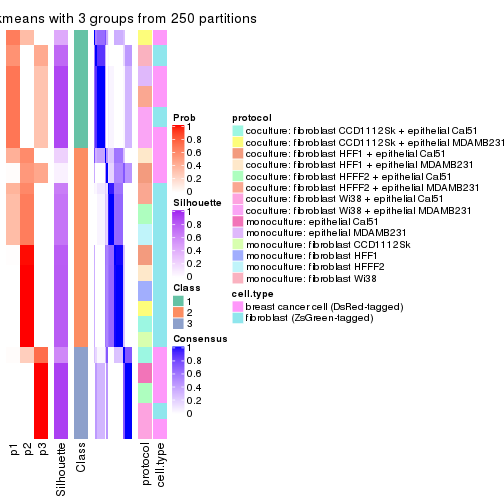 kmeans with 3 groups from 250 partitions
Prob
1
0.8
0.6
0.4
0.2
0
Silhouette
1
0.8
0.6
0.4
0.2
0
Class
1
2
3
Consensus
1
0.8
0.6
0.4
0.2
0
protocol
coculture: fibroblast CCD1112Sk + epithelial Cal51
coculture: fibroblast CCD1112Sk + epithelial MDAMB231
coculture: fibroblast HFF1 + epithelial Cal51
coculture: fibroblast HFF1 + epithelial MDAMB231
coculture: fibroblast HFFF2 + epithelial Cal51
coculture: fibroblast HFFF2 + epithelial MDAMB231
coculture: fibroblast Wi38 + epithelial Cal51
coculture: fibroblast Wi38 + epithelial MDAMB231
monoculture: epithelial Cal51
monoculture: epithelial MDAMB231
monoculture: fibroblast CCD1112Sk
monoculture: fibroblast HFF1
monoculture: fibroblast HFFF2
monoculture: fibroblast Wi38
cell.type
breast cancer cell (DsRed-tagged)
fibroblast (ZsGreen-tagged)
p1
p2
p3
Silhouette
Class
protocol
cell.type